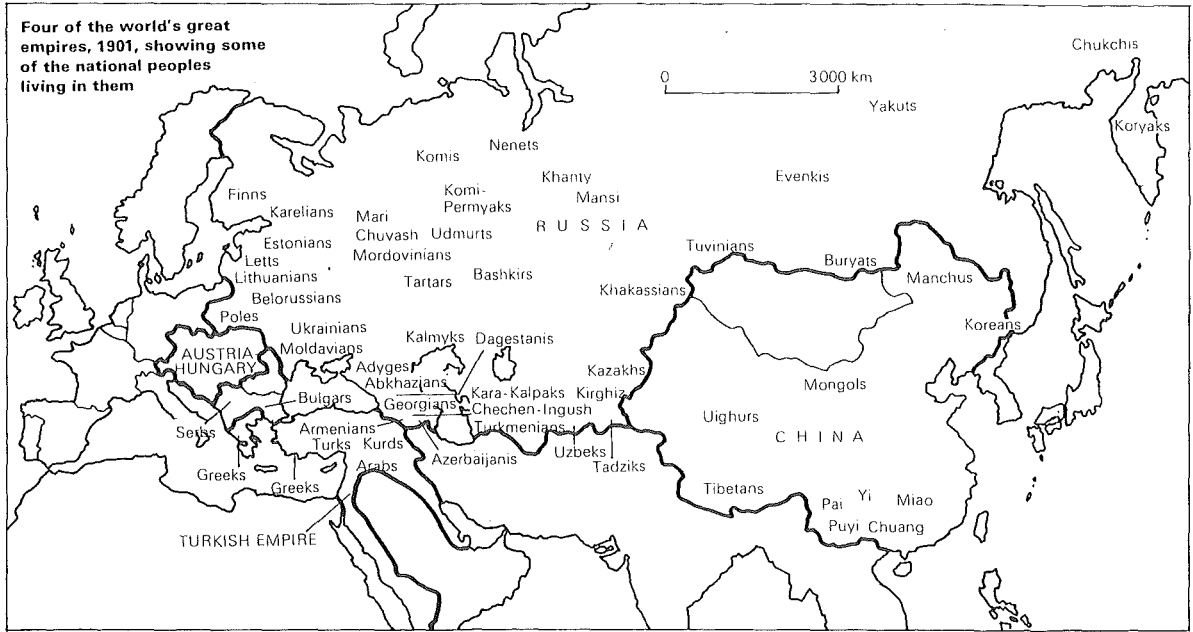 Four of the world's great
empires, 1901, showing some
of the national peoples
living in them
0 3000 km
Chukchis
Yakuts
Koryaks
Nenets
Komis
Khanty
Evenkis
Finns
Komi-
Permyaks
Mansi
Karelians
Mari
RUSSIA
Chuvash
Udmurts
Estonians
Mordovinians
Tuvinians
Letts
Buryats
Lithuanians
Tartars
Bashkirs
Manchus
Khakassians
Belorussians
Poles
Koreans
Ukrainians
Kalmyks
Dagestanis
Moldavians
AUSTRIA
HUNGARY
Adyges
Kazakhs
Abkhazians
Mongols
Kara-Kalpaks
Kirghiz
Bulgars
Georgians
Chechen-Ingush
Uighurs
Armenians
Turkmenians
Serbs
CHINA
Turks
Kurds
Uzbeks
Azerbaijanis
Tadziks
Arabs
Greeks
Greeks
Tibetans
Pai
Yi
Miao
Puyi
Chuang
TURKISH EMPIRE